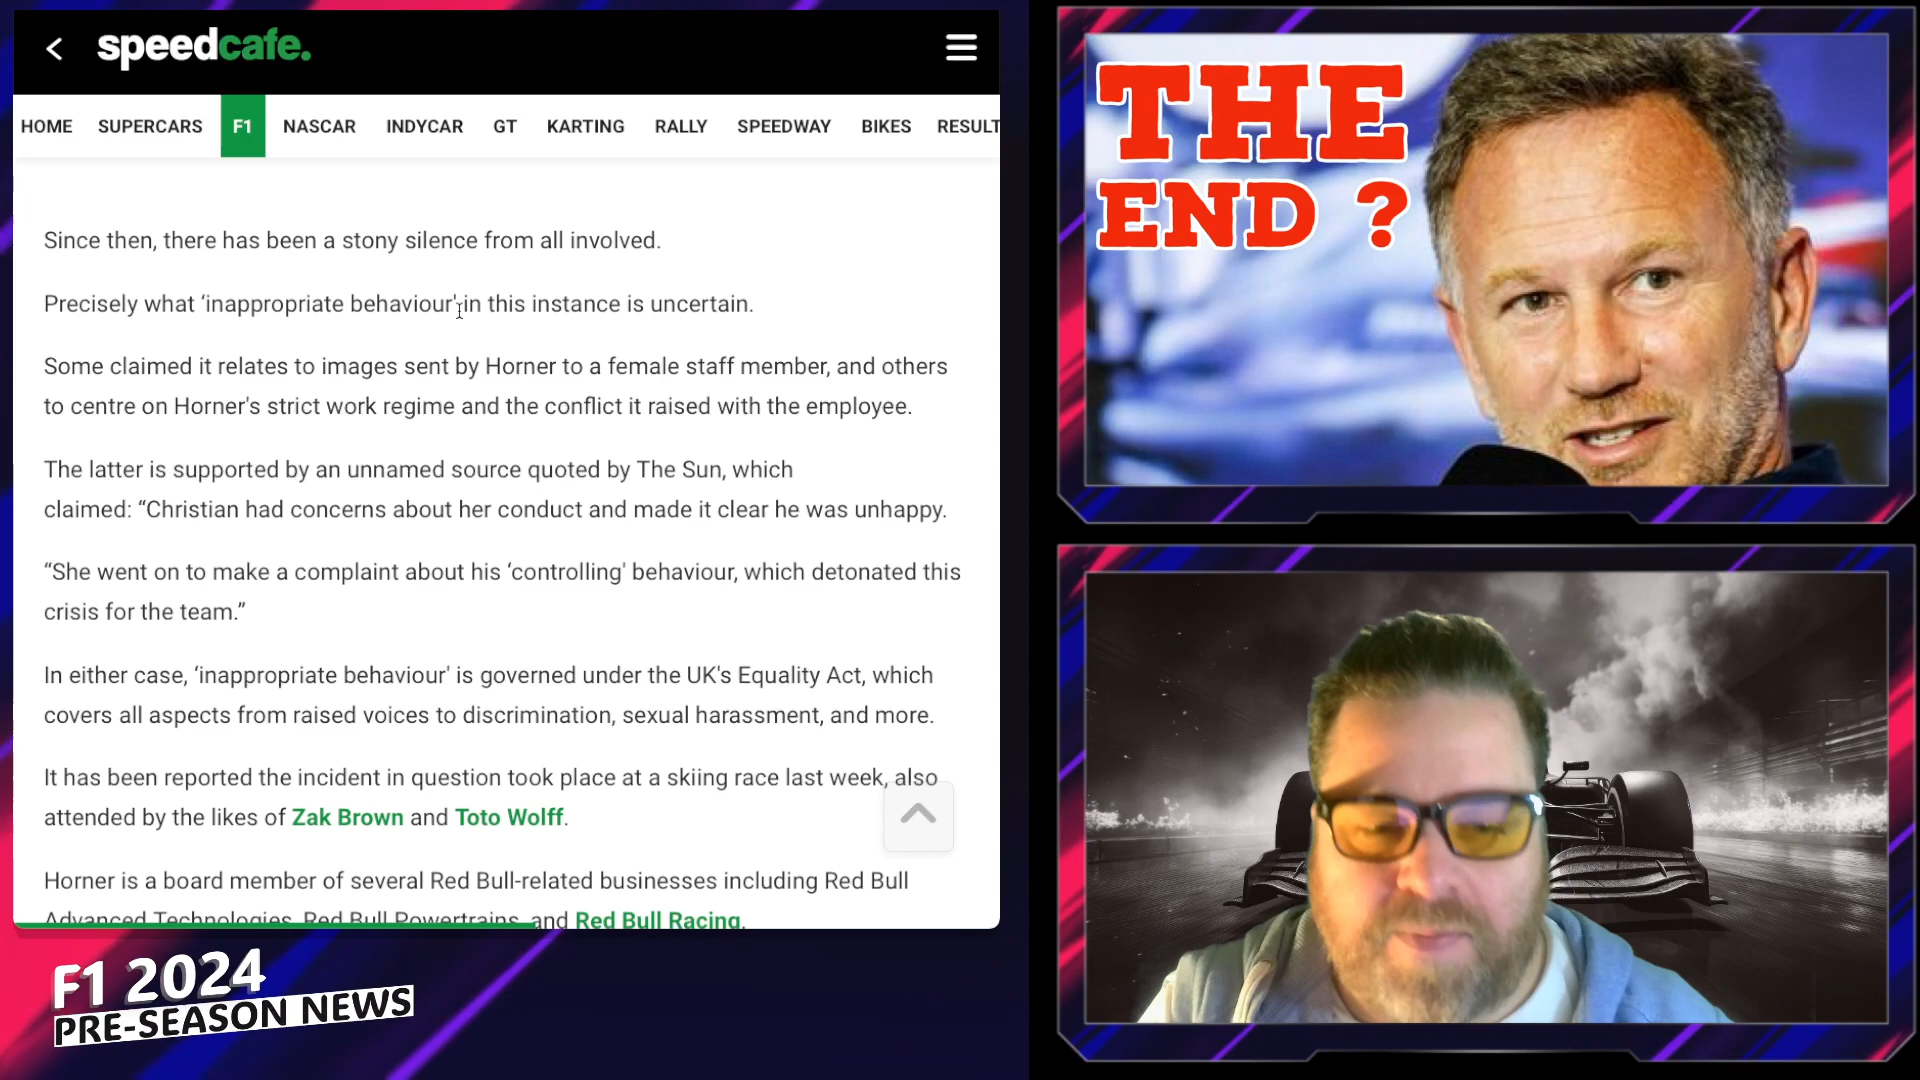 speedcafe.
HOME SUPERCARS F1 NASCAR INDYCAR GT KARTING RALLY SPEEDWAY BIKES RESULT
Since then, there has been a stony silence from all involved.
Precisely what ‘inappropriate behaviour' in this instance is uncertain.
Some claimed it relates to images sent by Horner to a female staff member, and others
to centre on Horner's strict work regime and the conflict it raised with the employee.
The latter is supported by an unnamed source quoted by The Sun, which
claimed: “Christian had concerns about her conduct and made it clear he was unhappy.
“She went on to make a complaint about his ‘controlling' behaviour, which detonated this
crisis for the team.”
In either case, ‘inappropriate behaviour' is governed under the UK's Equality Act, which
covers all aspects from raised voices to discrimination, sexual harassment, and more.
It has been reported the incident in question took place at a skiing race last week, also
attended by the likes of Zak Brown and Toto Wolff.
Horner is a board member of several Red Bull-related businesses including Red Bull
Advanced Technologies, Red Bull Powertrains, and Red Bull Racing.
F1 2024
PRE-SEASON NEWS
THE
END ?